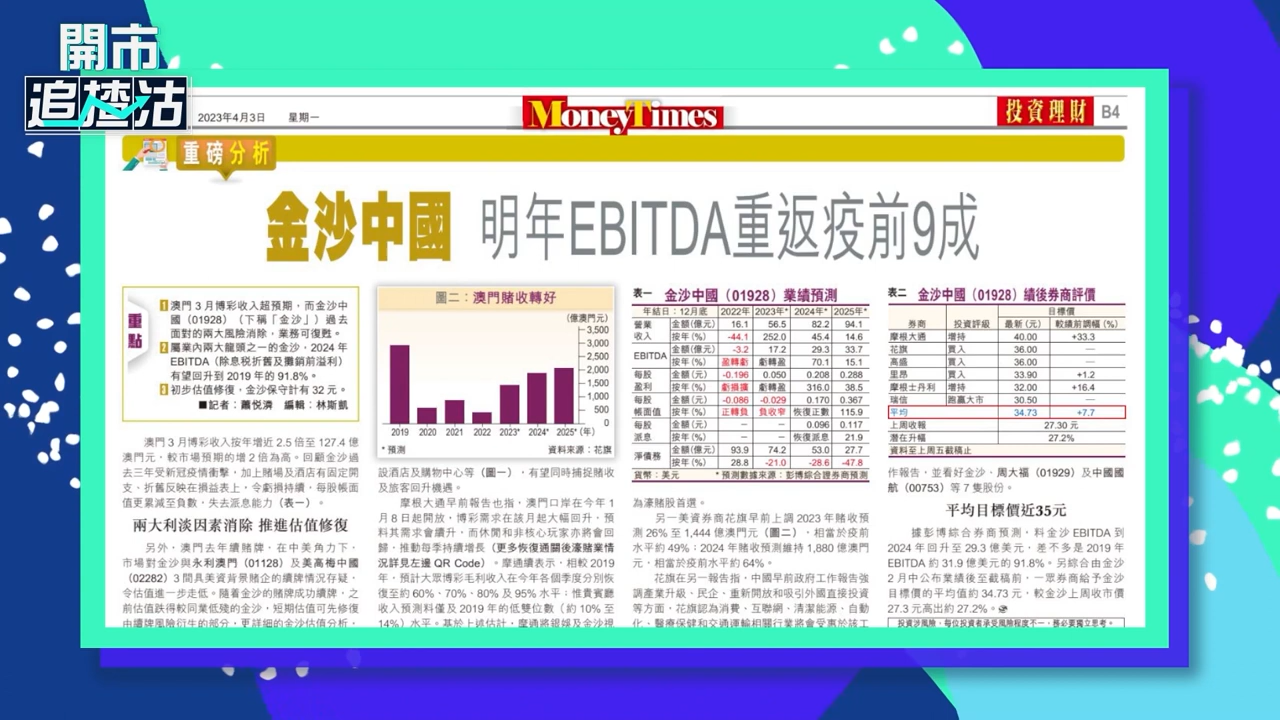 開市
追揸沽
2023年4月3日 星期一
MoneyTimes
投資理財 B4
重磅分析
金沙中國 明年EBITDA重返疫前9成
重點
1 澳門3月博彩收入超預期，而金沙中
國（01928）（下稱「金沙」）過去
面對的兩大風險消除，業務可復甦。
2 屬業內兩大龍頭之一的金沙，2024年
EBITDA（除息稅折舊及攤銷前溢利）
有望回升到2019年的91.8%。
3 初步估值修復，金沙保守計有32元。
■記者：蕭悅濟 編輯：林斯凱
澳門3月博彩收入按年增近2.5倍至127.4億
澳門元，較市場預期的增2倍為高。回顧金沙過
去三年受新冠疫情衝擊，加上賭場及酒店有固定開
支、折舊反映在損益表上，令虧損持續，每股帳面
值更累減至負數，失去派息能力（表一）。
兩大利淡因素消除 推進估值修復
另外，澳門去年續賭牌，在中美角力下，
市場對金沙與永利澳門（01128）及美高梅中國
（02282）3間具美資背景賭企的續牌情況存疑，
令估值進一步走低。隨着金沙的賭牌成功續牌，之
前估值跌得較同業低殘的金沙，短期估值可先修復
由續牌風險衍生的部分，更詳細的金沙估值分析，
圖二：澳門賭收轉好
（億澳門元）
3,500
3,000
2,500
2,000
1,500
1,000
500
0
2019 2020 2021 2022 2023* 2024* 2025*（年）
*預測 資料來源：花旗
設酒店及購物中心等（圖一），有望同時捕捉賭收
及旅客回升機遇。
摩根大通早前報告也指，澳門口岸在今年1
月8日起開放，博彩需求在該月起大幅回升，預
料其需求會續升，而休閒和非核心玩家亦將會回
歸，推動每季持續增長（更多恢復通關後濠賭業情
況詳見左邊QR Code）。摩通續表示，相較2019
年，預計大眾博彩毛利收入在今年各個季度分別恢
復至約60%、70%、80%及95%水平；惟貴賓廳
收入預測料僅及2019年的低雙位數（約10%至
14%）水平。基於上述估計，摩通將銀娛及金沙視
表一 金沙中國（01928）業績預測
年結日：12月底 2022年 2023年* 2024年* 2025年*
營業收入 金額(億元) 16.1 56.5 82.2 94.1
按年(%) -44.1 252.0 45.4 14.6
EBITDA 金額(億元) -3.2 17.2 29.3 33.7
按年(%) 盈轉虧 虧轉盈 70.1 15.1
每股盈利 金額(元) -0.196 0.050 0.208 0.288
按年(%) 虧損擴 虧轉盈 316.0 38.5
每股帳面值 金額(元) -0.086 -0.029 0.170 0.367
按年(%) 正轉負 負收窄 恢復正數 115.9
每股派息 金額(元) — — 0.096 0.117
按年(%) — — 恢復派息 21.9
淨債務 金額(億元) 93.9 74.2 53.0 27.7
按年(%) 28.8 -21.0 -28.6 -47.8
貨幣：美元 *預測數據來源：彭博綜合證券商預測
為濠賭股首選。
另一美資券商花旗早前上調2023年賭收預
測26%至1,444億澳門元（圖二），相當於疫前
水平約49%；2024年賭收預測維持1,880億澳門
元，相當於疫前水平約64%。
花旗在另一報告指，中國早前政府工作報告強
調產業升級、民企、重新開放和吸引外國直接投資
等方面，花旗認為消費、互聯網、清潔能源、自動
化、醫療保健和交通運輸相關行業將會受惠於該工
表二 金沙中國（01928）績後券商評價
券商 投資評級 目標價
最新（元） 較績前調幅（%）
摩根大通 增持 40.00 +33.3
花旗 買入 36.00 —
高盛 買入 36.00 —
里昂 買入 33.90 +1.2
摩根士丹利 增持 32.00 +16.4
瑞信 跑贏大市 30.50 —
平均 34.73 +7.7
上周收報 27.30元
潛在升幅 27.2%
資料至上周五截稿止
作報告，並看好金沙、周大福（01929）及中國國
航（00753）等7隻股份。
平均目標價近35元
據彭博綜合券商預測，料金沙EBITDA到
2024年回升至29.3億美元，差不多是2019年
EBITDA約31.9億美元的91.8%。另綜合由金沙
2月中公布業績後至截稿前，一眾券商給予金沙
目標價的平均值約34.73元，較金沙上周收市價
27.3元高出約27.2%。
投資涉風險，每位投資者承受風險程度不一，務必要獨立思考。